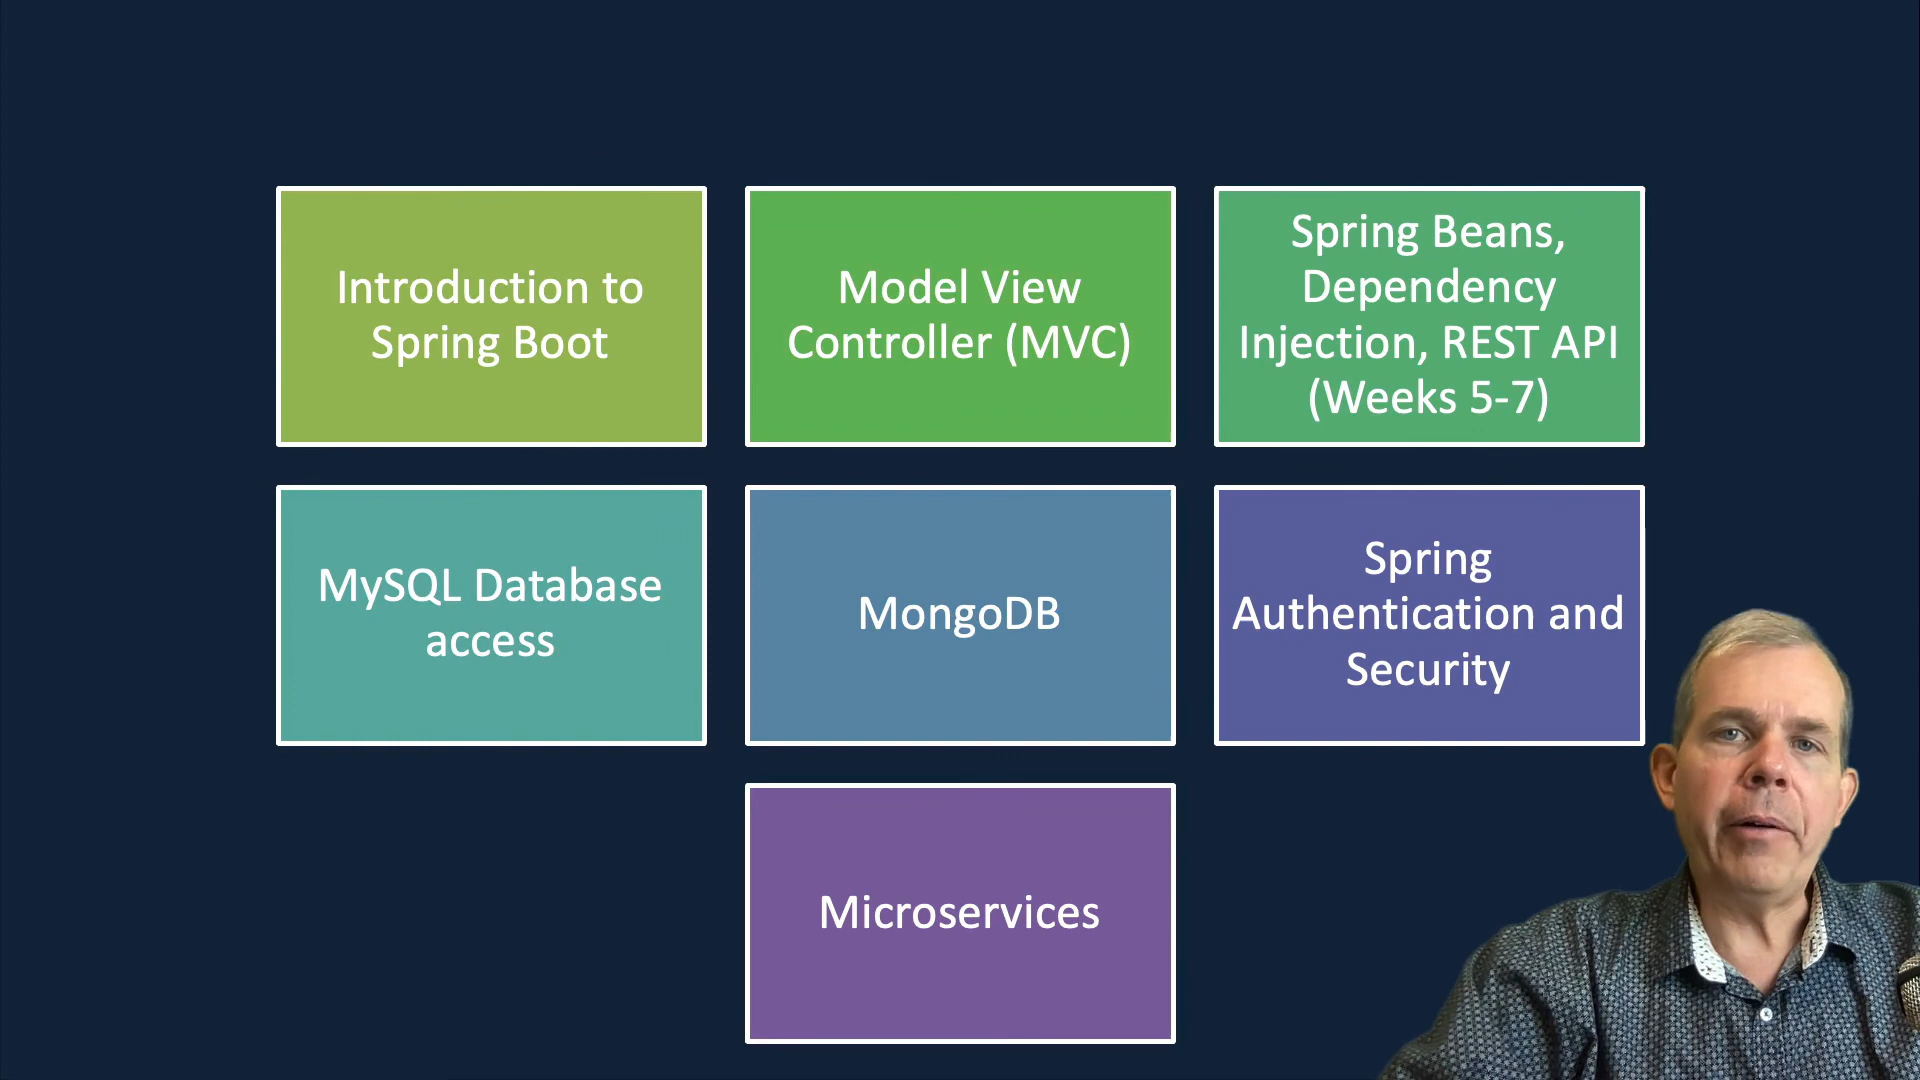 Introduction to
Spring Boot
Model View
Controller (MVC)
Spring Beans,
Dependency
Injection, REST API
(Weeks 5-7)
MySQL Database
access
MongoDB
Spring
Authentication and
Security
Microservices